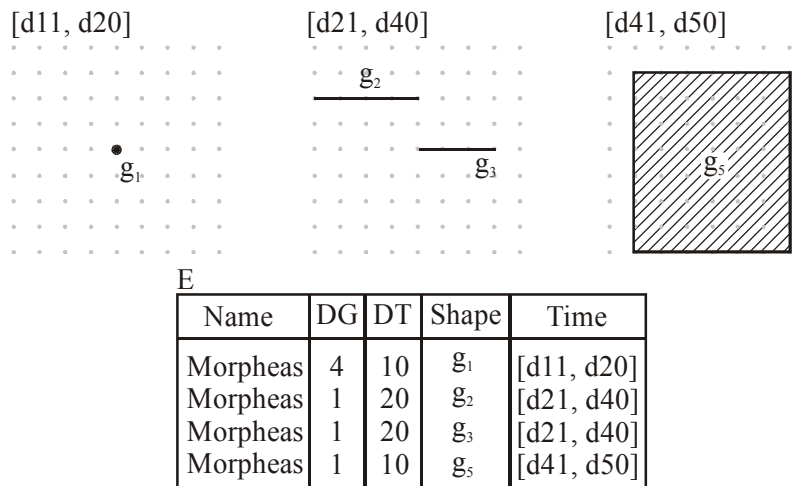 [d11, d20] [d21, d40] [d41, d50]
g₂
g₁ g₃ g₅
E
Name DG DT Shape Time
Morpheas 4 10 g₁ [d11, d20]
Morpheas 1 20 g₂ [d21, d40]
Morpheas 1 20 g₃ [d21, d40]
Morpheas 1 10 g₅ [d41, d50]